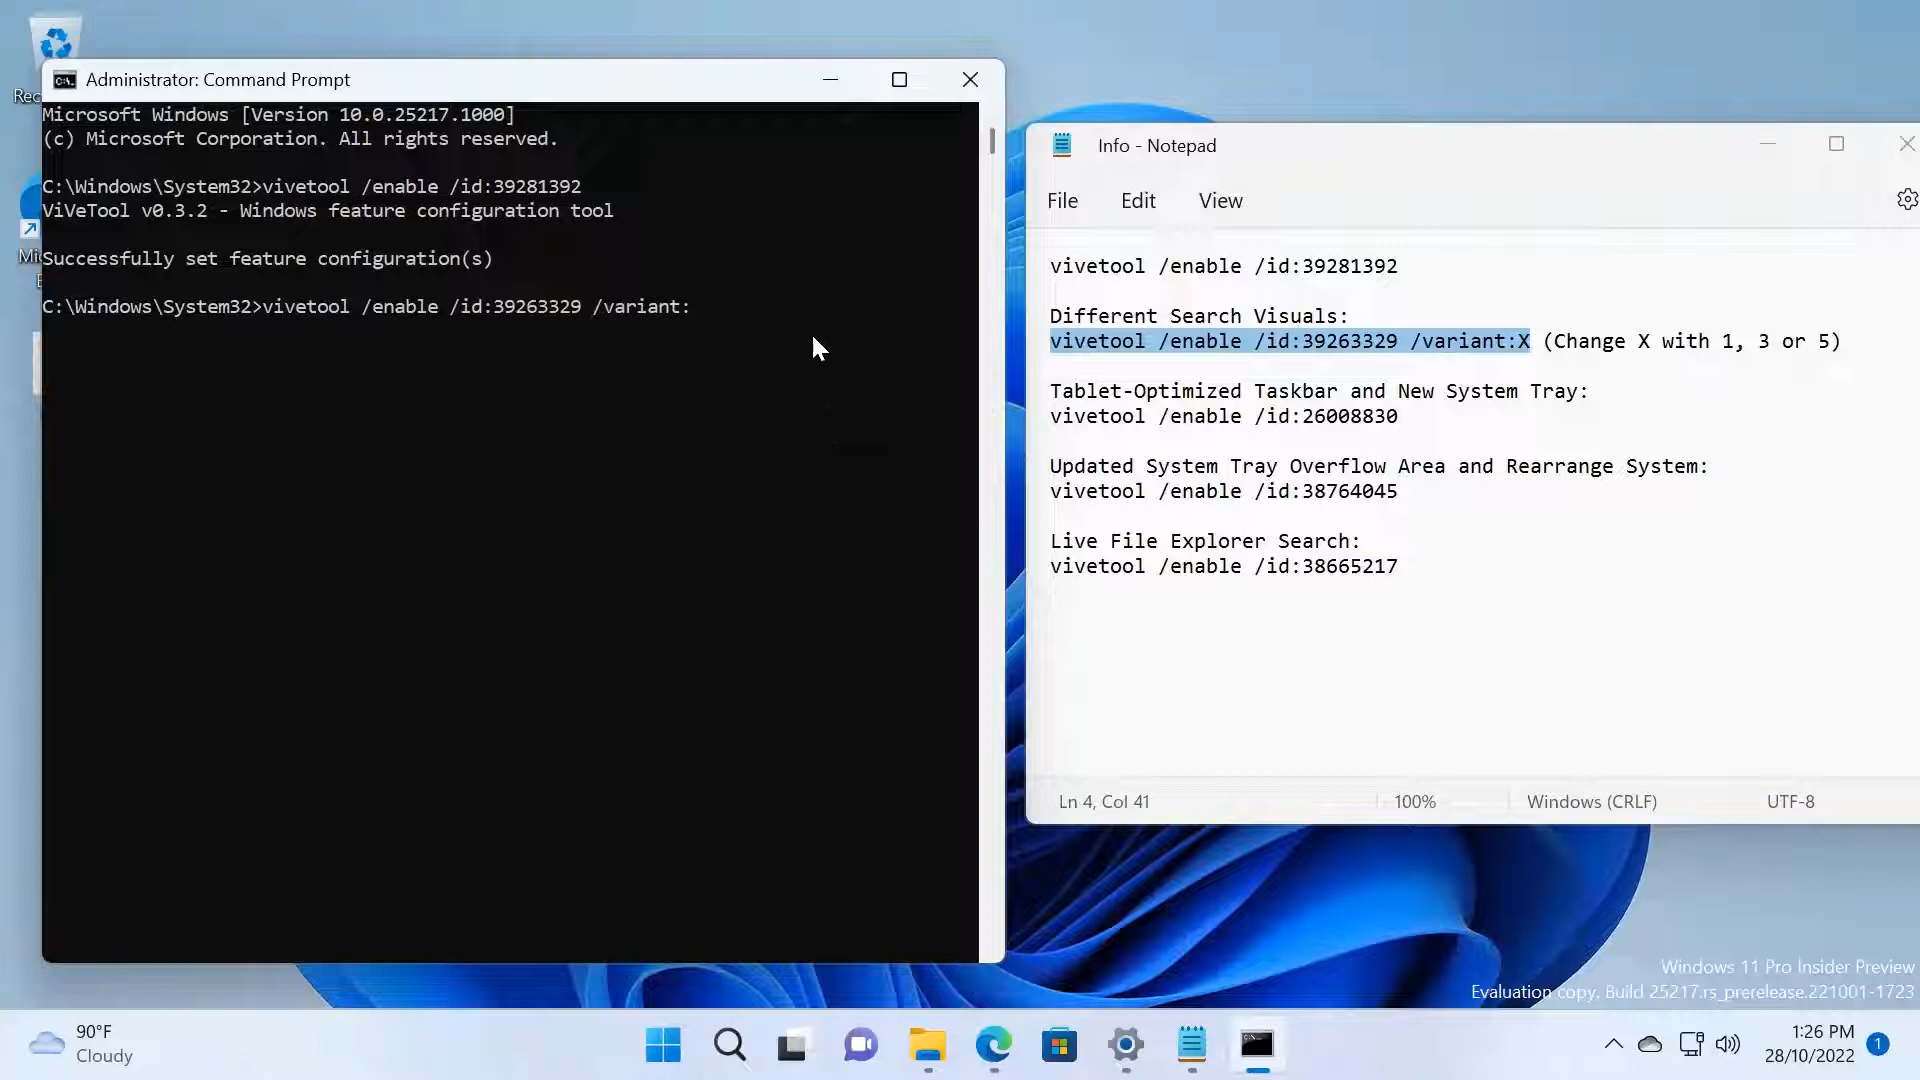 Rec
Mic
E
Administrator: Command Prompt
Microsoft Windows [Version 10.0.25217.1000]
(c) Microsoft Corporation. All rights reserved.
C:\Windows\System32>vivetool /enable /id:39281392
ViVeTool v0.3.2 - Windows feature configuration tool
Successfully set feature configuration(s)
C:\Windows\System32>vivetool /enable /id:39263329 /variant:
Info - Notepad
File Edit View
vivetool /enable /id:39281392
Different Search Visuals:
vivetool /enable /id:39263329 /variant:X (Change X with 1, 3 or 5)
Tablet-Optimized Taskbar and New System Tray:
vivetool /enable /id:26008830
Updated System Tray Overflow Area and Rearrange System:
vivetool /enable /id:38764045
Live File Explorer Search:
vivetool /enable /id:38665217
Ln 4, Col 41 100% Windows (CRLF) UTF-8
Windows 11 Pro Insider Preview
Evaluation copy. Build 25217.rs_prerelease.221001-1723
90°F
Cloudy
1:26 PM
28/10/2022
1